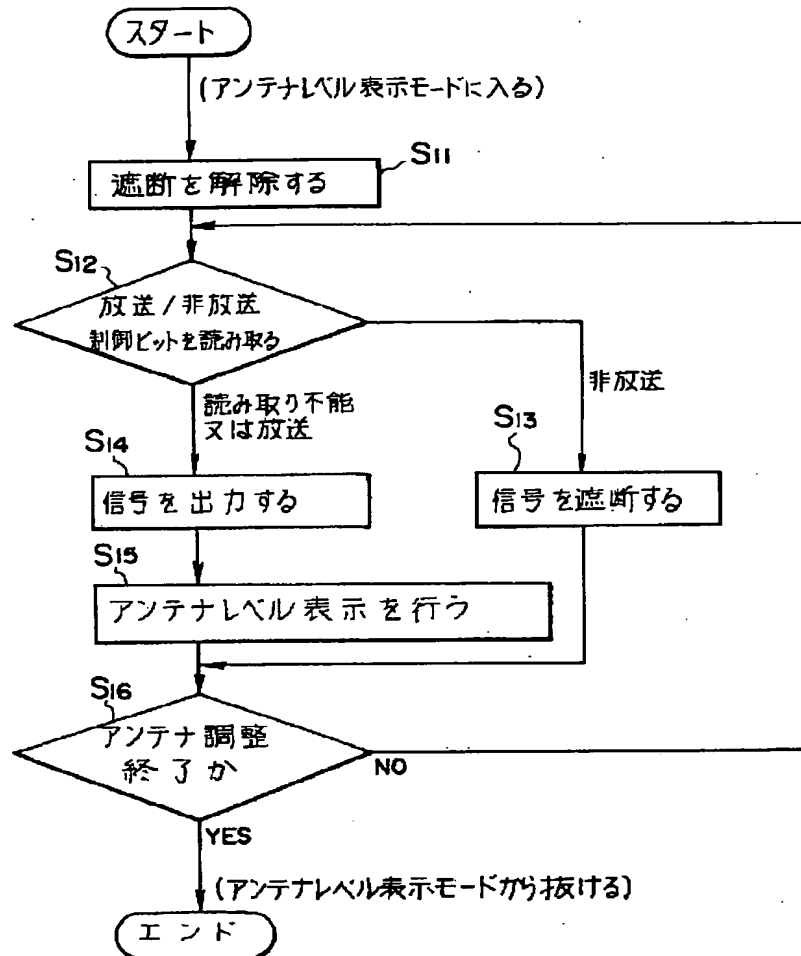 スタート
(アンテナレベル表示モードに入る)
S11
遮断を解除する
S12
放送/非放送
制御ビットを読み取る
読み取り不能
又は放送
非放送
S14
信号を出力する
S13
信号を遮断する
S15
アンテナレベル表示を行う
S16
アンテナ調整
終了か
NO
YES
(アンテナレベル表示モードから抜ける)
エンド